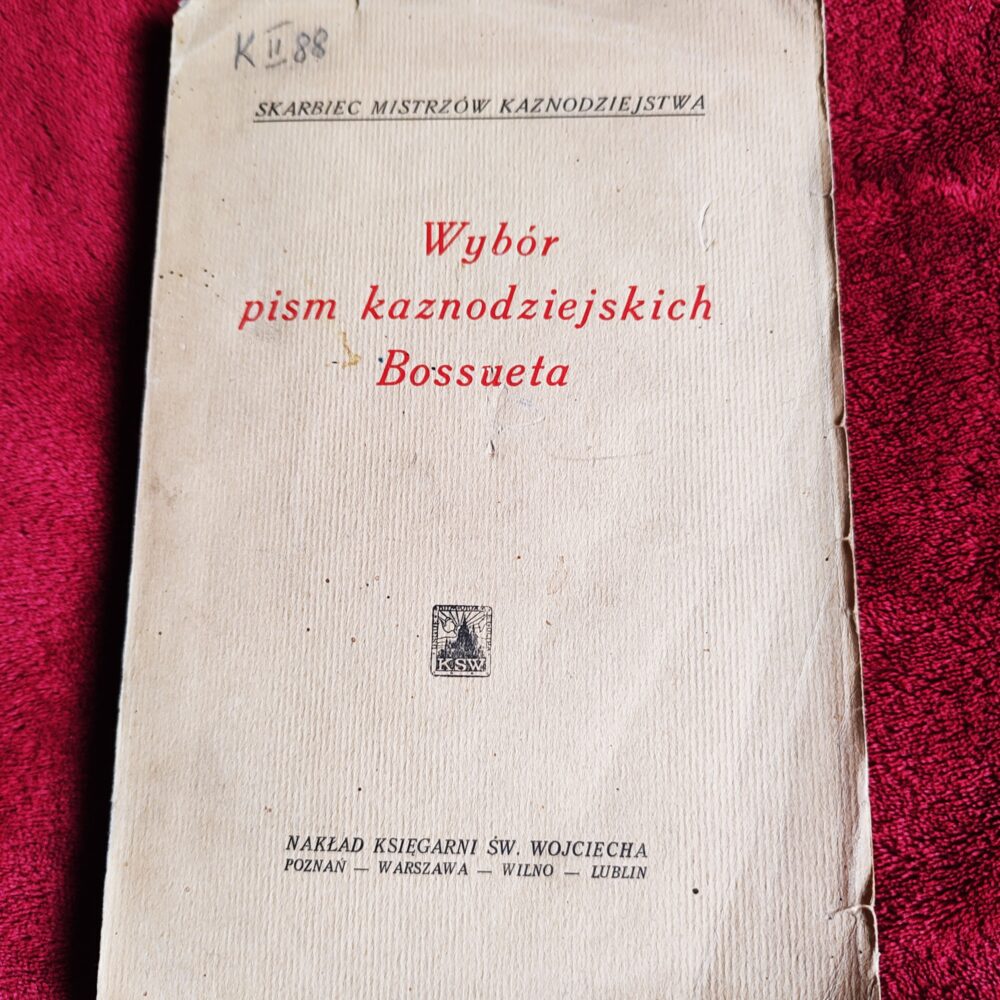 K II 88
SKARBIEC MISTRZÓW KAZNODZIEJSTWA
Wybór
pism kaznodziejskich
Bossueta
KSW
NAKŁAD KSIĘGARNI ŚW. WOJCIECHA
POZNAŃ — WARSZAWA — WILNO — LUBLIN